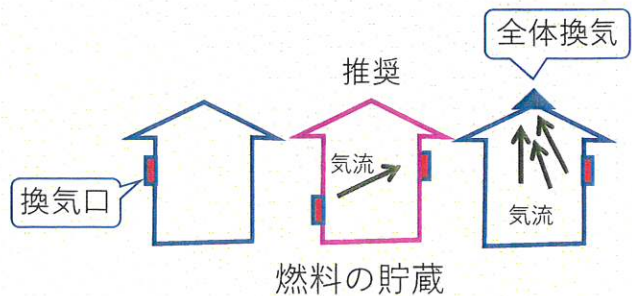 全体換気
推奨
気流
換気口
気流
燃料の貯蔵